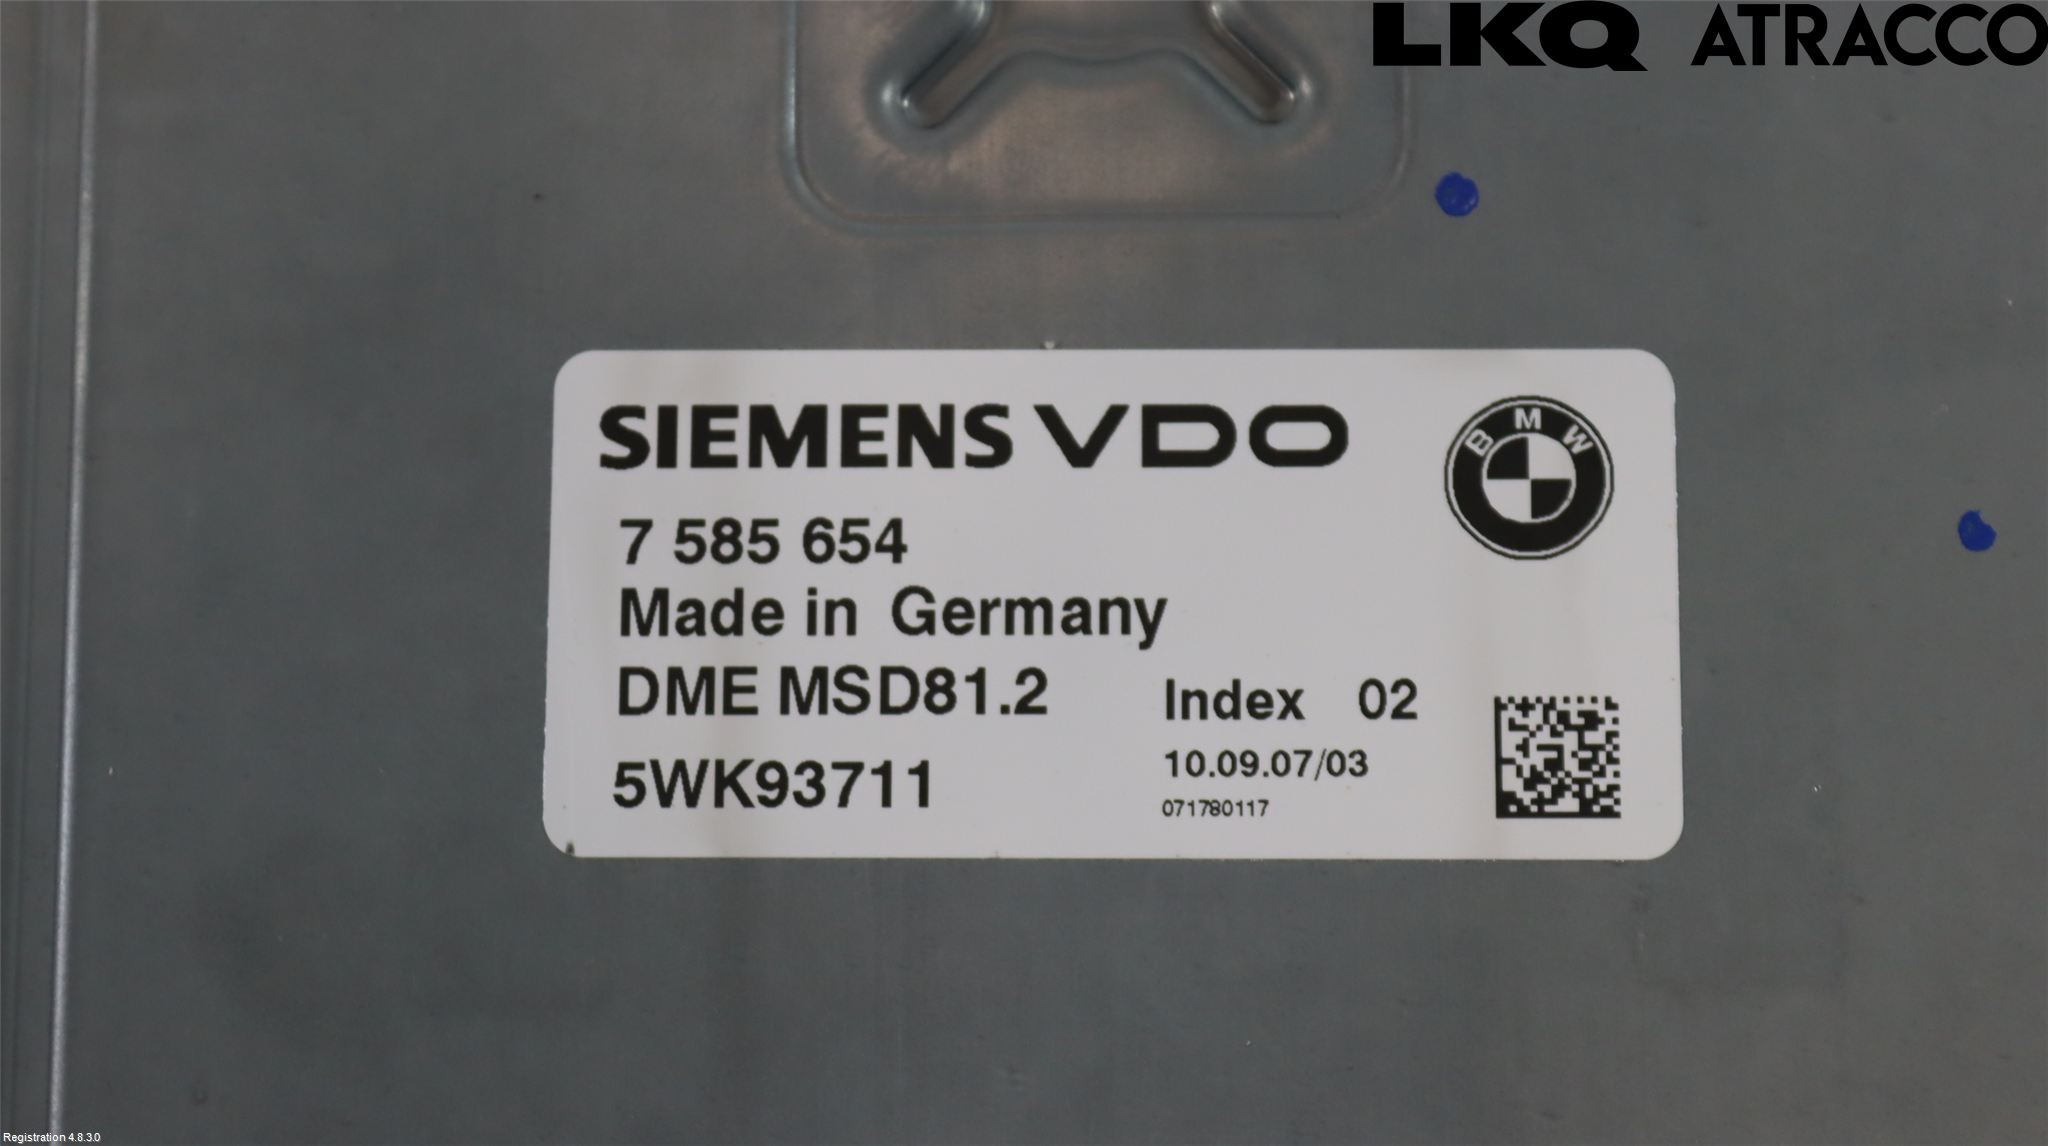 LKQ ATRACCO
SIEMENS VDO
BMW
7 585 654
Made in Germany
DME MSD81.2
Index 02
5WK93711
10.09.07/03
071780117
Registration 4.8.3.0